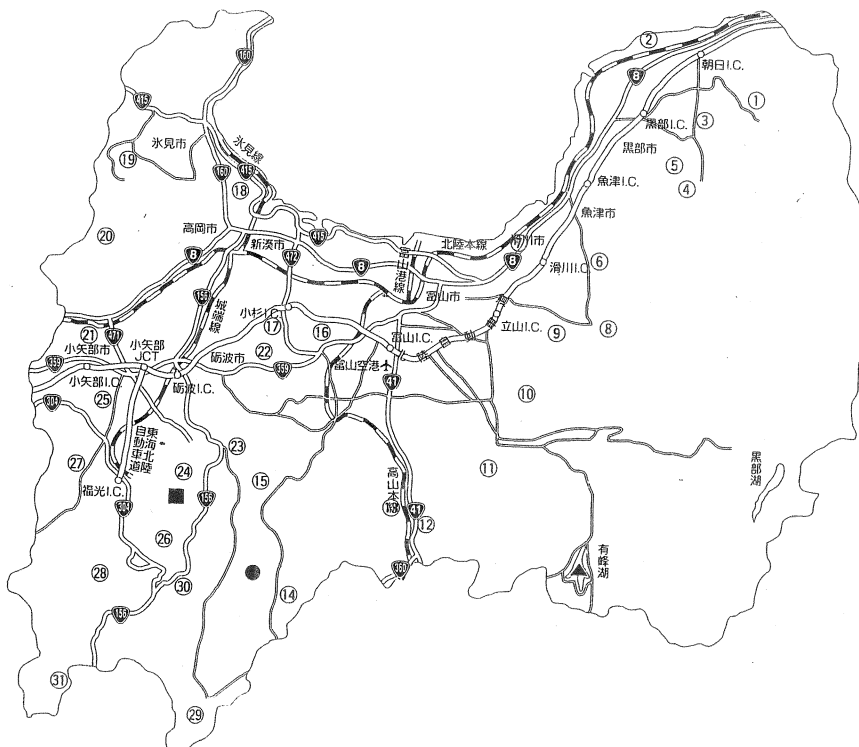 160
②
8
朝日I.C.
①
415
氷見市
氷見線
黒部I.C.
③
黒部市
⑤
④
⑲
160
415
⑱
魚津I.C.
魚津市
⑳
高岡市
新湊市
415
472
北陸本線
滑川市
⑦
8
8
8
富山港線
滑川I.C.
⑥
156
城端線
富山市
小杉I.C.
⑰
⑯
立山I.C.
⑨
⑧
㉑
471
小矢部市
小矢部JCT
砺波市
㉒
富山I.C.
359
359
富山空港
小矢部I.C.
砺波I.C.
41
304
㉕
⑩
東海・北陸自動車道
㉓
㉗
㉔
⑮
高山本線
⑪
黒部湖
福光I.C.
156
304
⑬
41
⑫
㉖
有峰湖
㉘
㉚
360
⑭
156
㉛
㉙